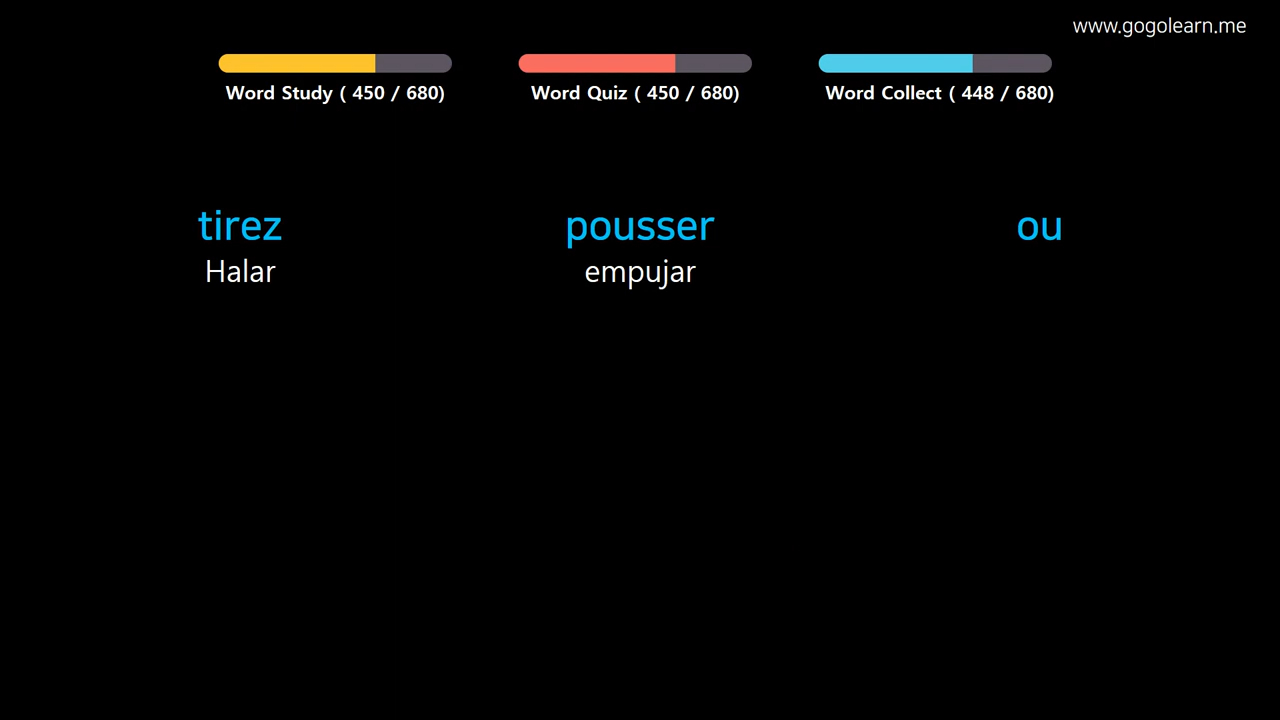 www.gogolearn.me
Word Study ( 450 / 680)
Word Quiz ( 450 / 680)
Word Collect ( 448 / 680)
tirez
pousser
ou
Halar
empujar